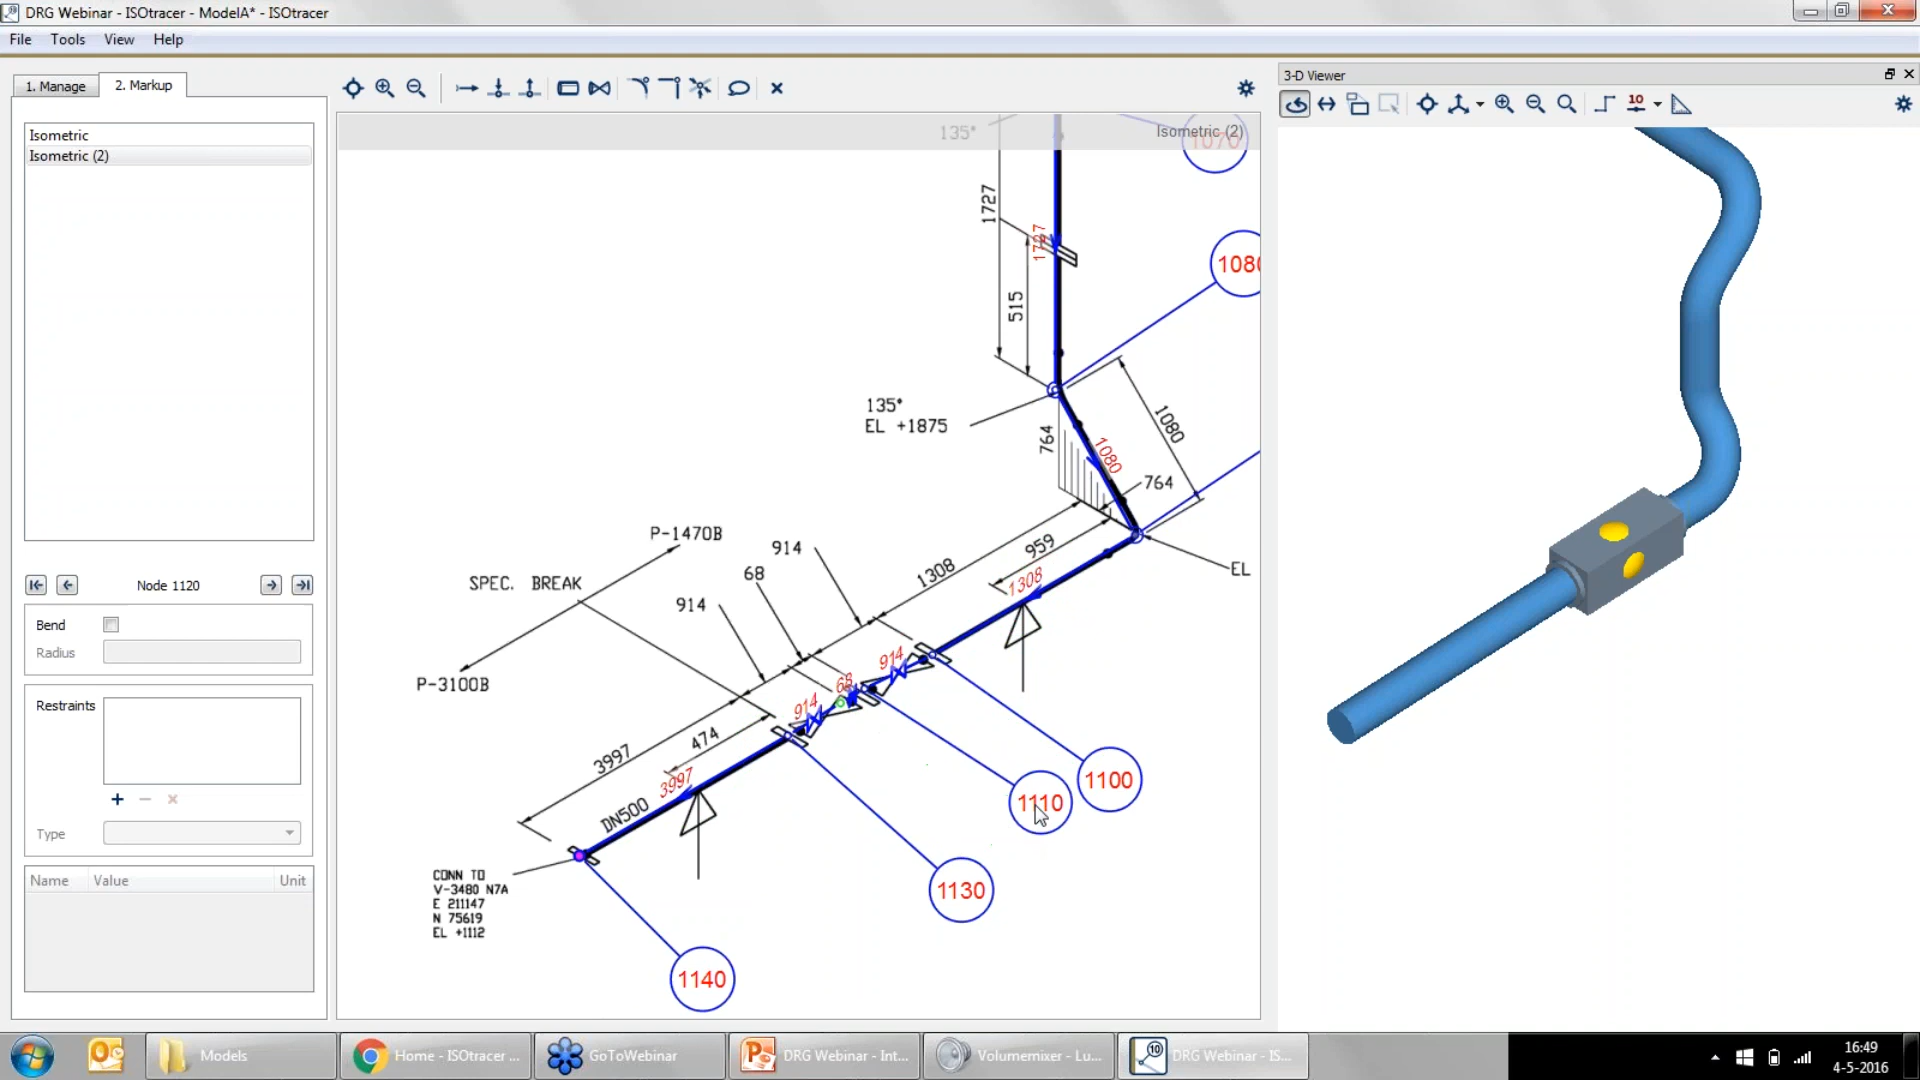 DRG Webinar - ISOtracer - ModelA* - ISOtracer
File Tools View Help
1. Manage
2. Markup
Isometric
Isometric (2)
Node 1120
Bend
Radius
Restraints
Type
Name Value Unit
Isometric (2)
135°
1070
1727
1727
515
1080
135°
EL +1875
764
1080
1080
764
959
EL
1308
1308
P-1470B
914
SPEC. BREAK
68
914
914
68
914
P-3100B
474
3997
3997
DN500
1100
1110
1130
1140
CONN TO
V-3480 N7A
E 211147
N 75619
EL +1112
3-D Viewer
10
Models
Home - ISOtracer ...
GoToWebinar
DRG Webinar - Int...
Volumemixer - Lu...
10
DRG Webinar - IS...
16:49
4-5-2016